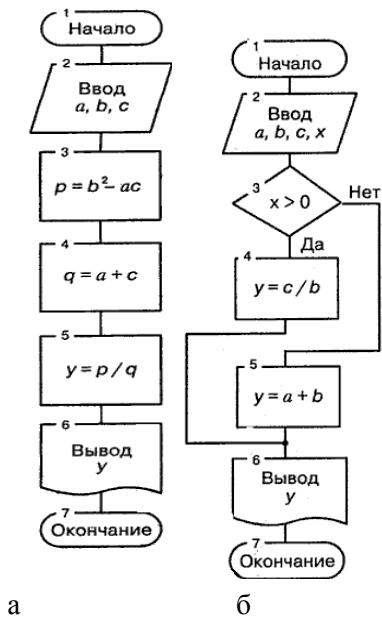 1
Начало
2
Ввод
a, b, c
3
p = b² – ac
4
q = a + c
5
y = p / q
6
Вывод
y
7
Окончание
а
1
Начало
2
Ввод
a, b, c, x
3
x > 0
Нет
Да
4
y = c / b
5
y = a + b
6
Вывод
y
7
Окончание
б